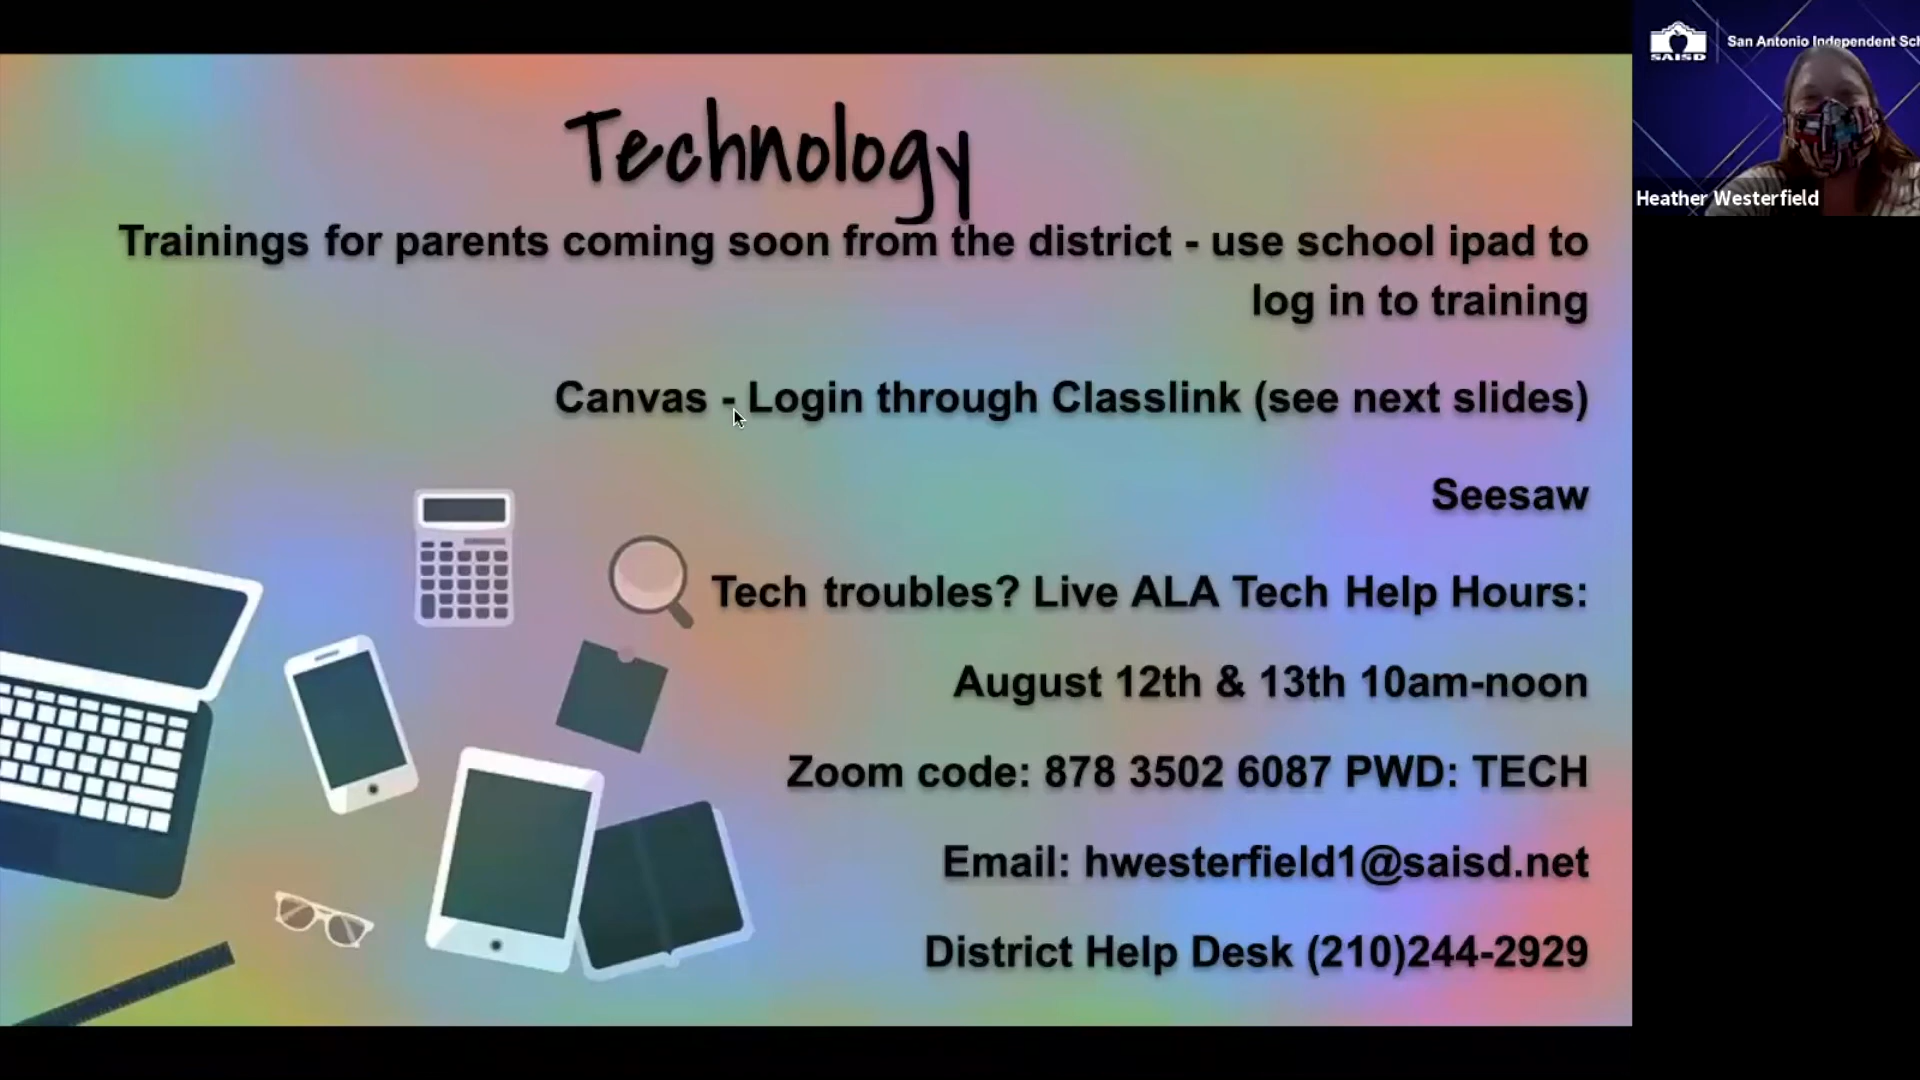 Technology
Trainings for parents coming soon from the district - use school ipad to
log in to training
Canvas - Login through Classlink (see next slides)
Seesaw
Tech troubles? Live ALA Tech Help Hours:
August 12th & 13th 10am-noon
Zoom code: 878 3502 6087 PWD: TECH
Email: hwesterfield1@saisd.net
District Help Desk (210)244-2929
SAISD
San Antonio Independent Sch
Heather Westerfield